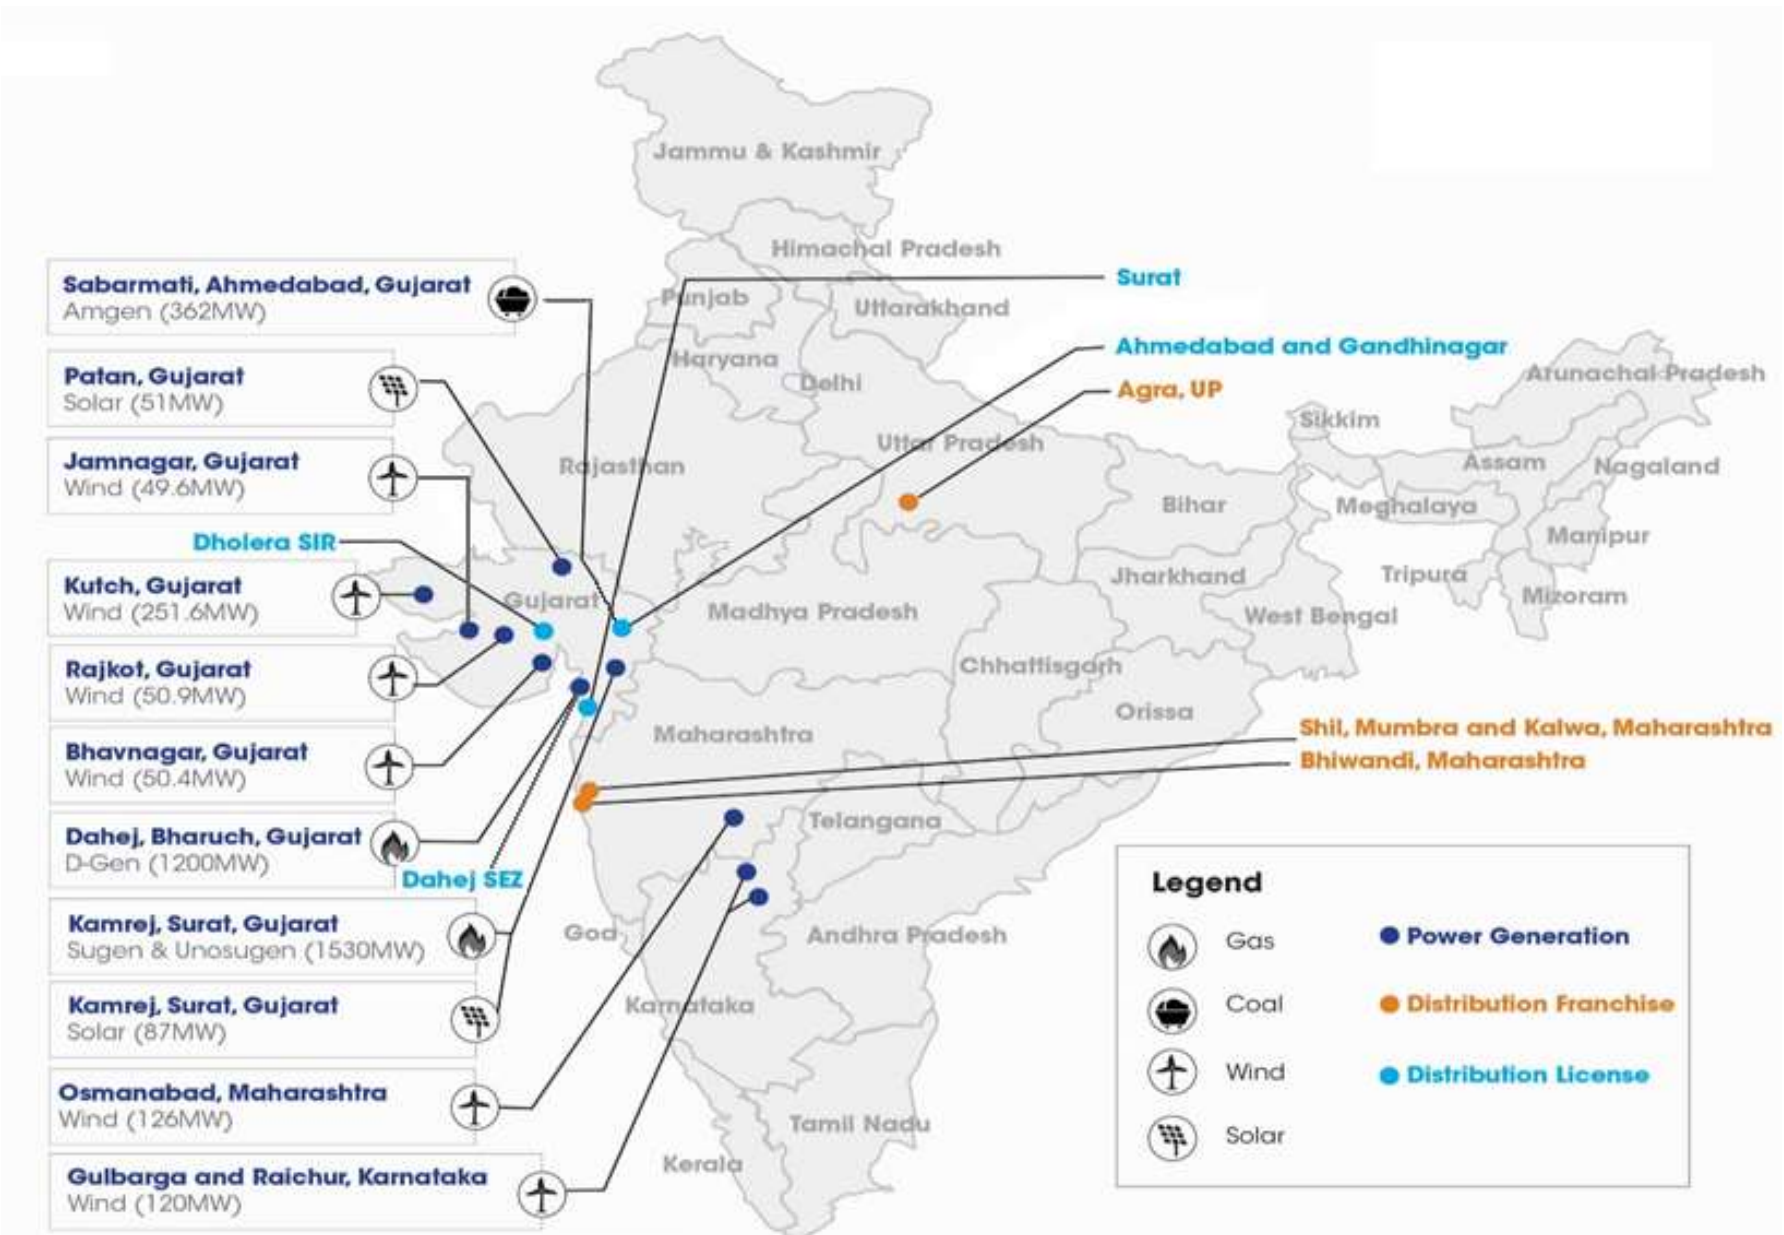 Jammu & Kashmir
Himachal Pradesh
Punjab
Uttarakhand
Haryana
Delhi
Uttar Pradesh
Rajasthan
Sikkim
Arunachal Pradesh
Assam
Nagaland
Bihar
Meghalaya
Manipur
Jharkhand
Tripura
Mizoram
West Bengal
Gujarat
Madhya Pradesh
Chhattisgarh
Orissa
Maharashtra
Telangana
Goa
Andhra Pradesh
Karnataka
Tamil Nadu
Kerala
Sabarmati, Ahmedabad, Gujarat
Amgen (362MW)
Patan, Gujarat
Solar (51MW)
Jamnagar, Gujarat
Wind (49.6MW)
Dholera SIR
Kutch, Gujarat
Wind (251.6MW)
Rajkot, Gujarat
Wind (50.9MW)
Bhavnagar, Gujarat
Wind (50.4MW)
Dahej, Bharuch, Gujarat
D-Gen (1200MW)
Dahej SEZ
Kamrej, Surat, Gujarat
Sugen & Unosugen (1530MW)
Kamrej, Surat, Gujarat
Solar (87MW)
Osmanabad, Maharashtra
Wind (126MW)
Gulbarga and Raichur, Karnataka
Wind (120MW)
Surat
Ahmedabad and Gandhinagar
Agra, UP
Shil, Mumbra and Kalwa, Maharashtra
Bhiwandi, Maharashtra
Legend
Gas
Coal
Wind
Solar
Power Generation
Distribution Franchise
Distribution License